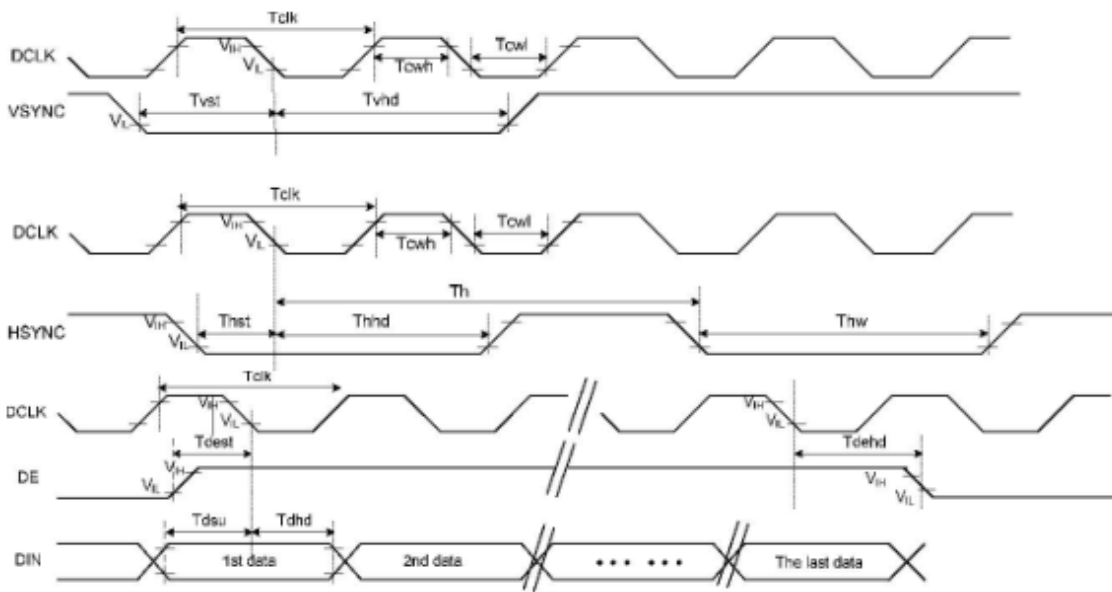 Tclk
DCLK VIH VIL Tcwh Tcwl
VSYNC VIL Tvst Tvhd
Tclk
DCLK VIH VIL Tcwh Tcwl
Th
HSYNC VIH VIL Thst Thhd Thw
Tclk
DCLK VIH VIL VIH VIL
Tdest Tdehd
DE VIH VIL VIH VIL
Tdsu Tdhd
DIN 1st data 2nd data ••• ••• The last data